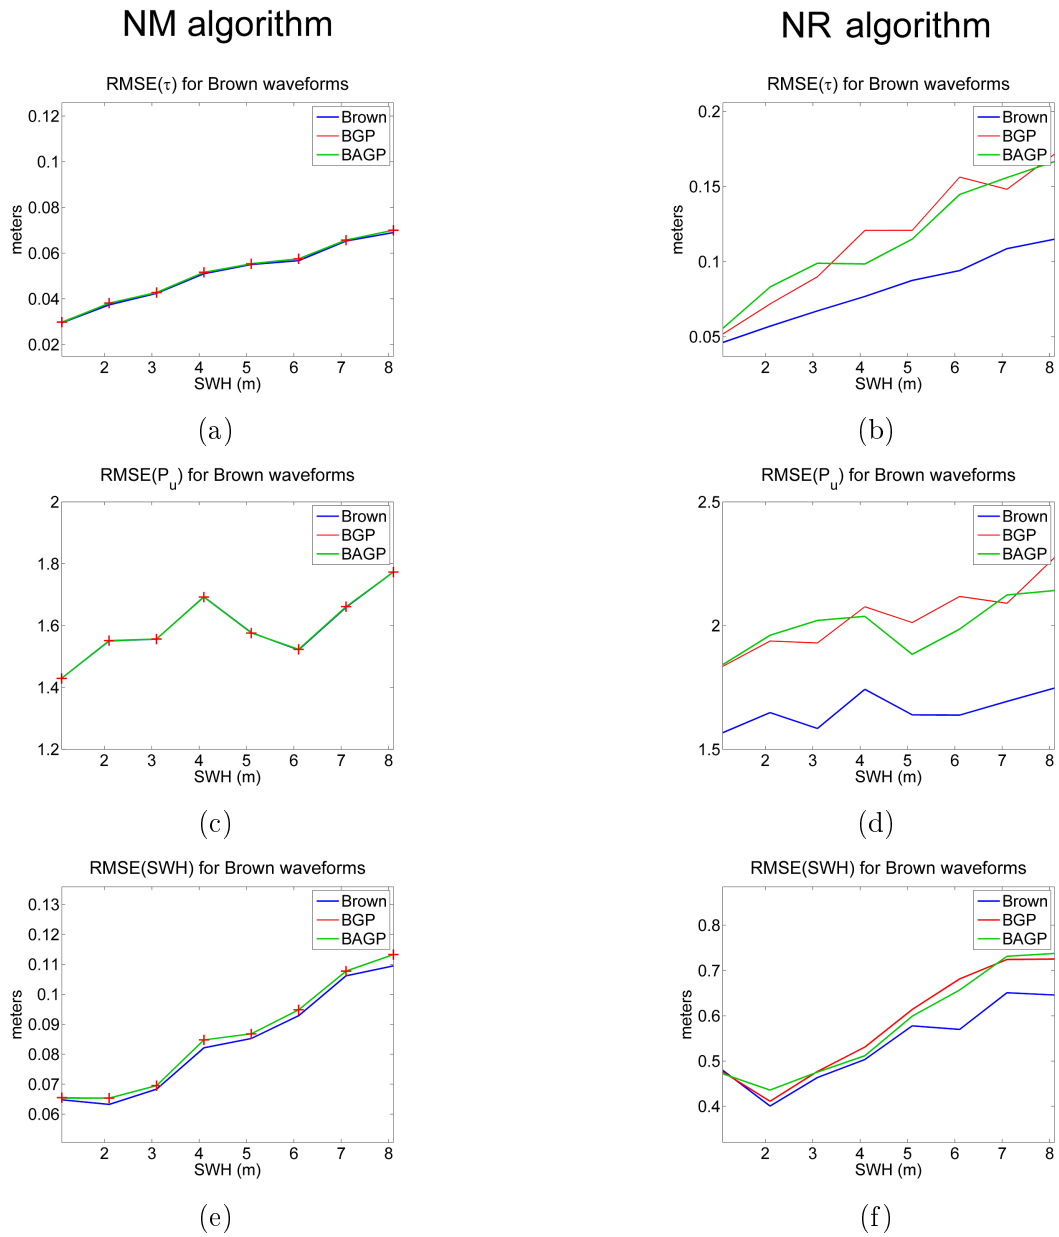 NM algorithm
NR algorithm
RMSE(τ) for Brown waveforms
0.12
0.1
0.08
0.06
0.04
0.02
meters
Brown
BGP
BAGP
2 3 4 5 6 7 8
SWH (m)
(a)
RMSE(τ) for Brown waveforms
0.2
0.15
0.1
0.05
meters
Brown
BGP
BAGP
2 3 4 5 6 7 8
SWH (m)
(b)
RMSE(P_u) for Brown waveforms
2
1.8
1.6
1.4
1.2
Brown
BGP
BAGP
2 3 4 5 6 7 8
SWH (m)
(c)
RMSE(P_u) for Brown waveforms
2.5
2
1.5
Brown
BGP
BAGP
2 3 4 5 6 7 8
SWH (m)
(d)
RMSE(SWH) for Brown waveforms
0.13
0.12
0.11
0.1
0.09
0.08
0.07
0.06
meters
Brown
BGP
BAGP
2 3 4 5 6 7 8
SWH (m)
(e)
RMSE(SWH) for Brown waveforms
0.8
0.7
0.6
0.5
0.4
meters
Brown
BGP
BAGP
2 3 4 5 6 7 8
SWH (m)
(f)